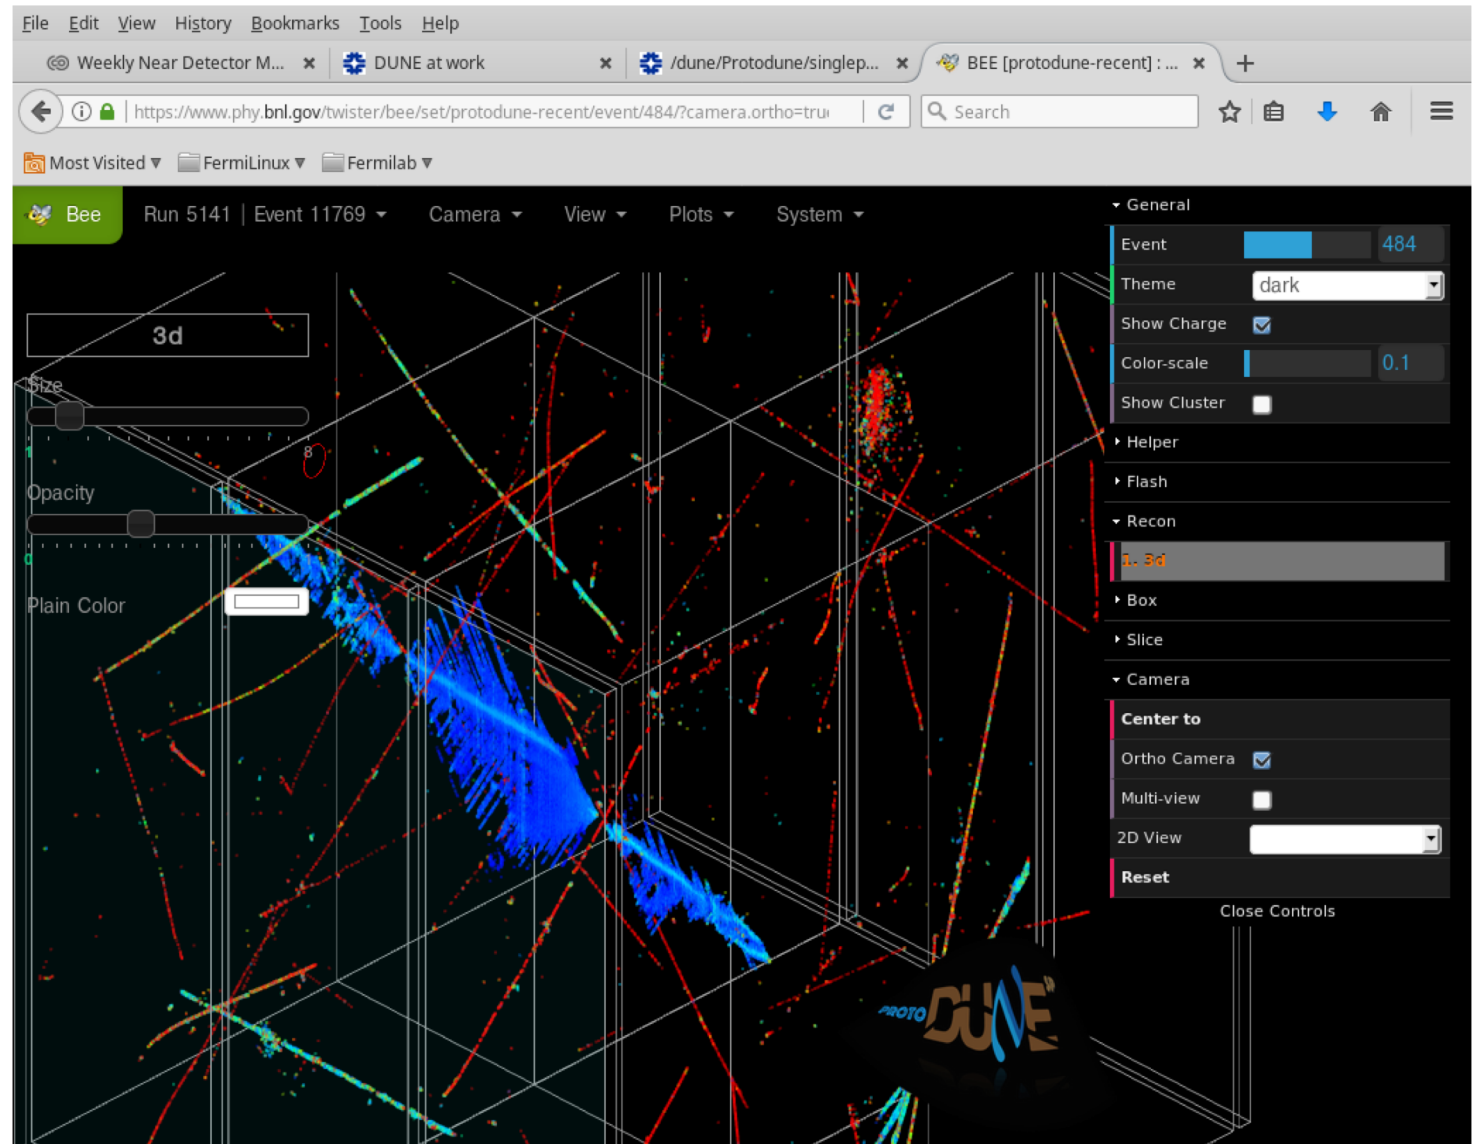 File Edit View History Bookmarks Tools Help
Weekly Near Detector M... DUNE at work /dune/Protodune/singlep... BEE [protodune-recent] : ...
https://www.phy.bnl.gov/twister/bee/set/protodune-recent/event/484/?camera.ortho=tru Search
Most Visited FermiLinux Fermilab
Bee Run 5141 | Event 11769 Camera View Plots System
3d
Size
1
8
Opacity
0
Plain Color
General
Event 484
Theme dark
Show Charge
Color-scale 0.1
Show Cluster
Helper
Flash
Recon
1. 3d
Box
Slice
Camera
Center to
Ortho Camera
Multi-view
2D View
Reset
Close Controls
PROTO DUNE